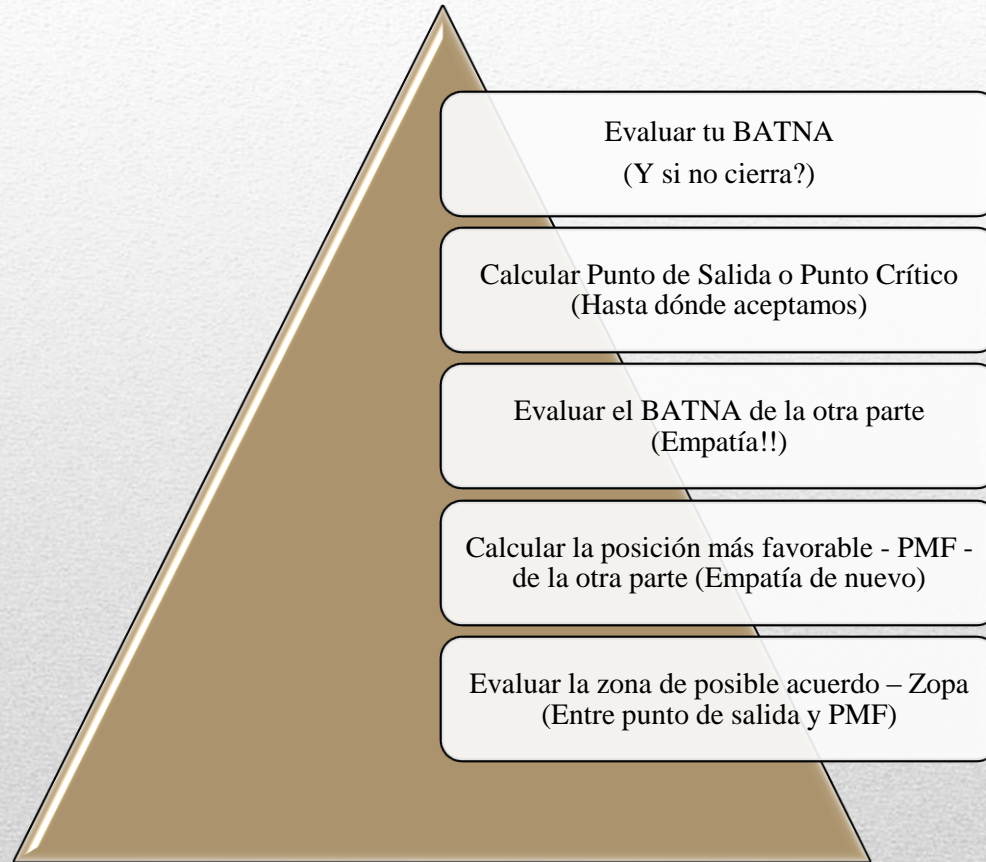 Evaluar tu BATNA
(Y si no cierra?)
Calcular Punto de Salida o Punto Crítico
(Hasta dónde aceptamos)
Evaluar el BATNA de la otra parte
(Empatía!!)
Calcular la posición más favorable - PMF -
de la otra parte (Empatía de nuevo)
Evaluar la zona de posible acuerdo – Zopa
(Entre punto de salida y PMF)